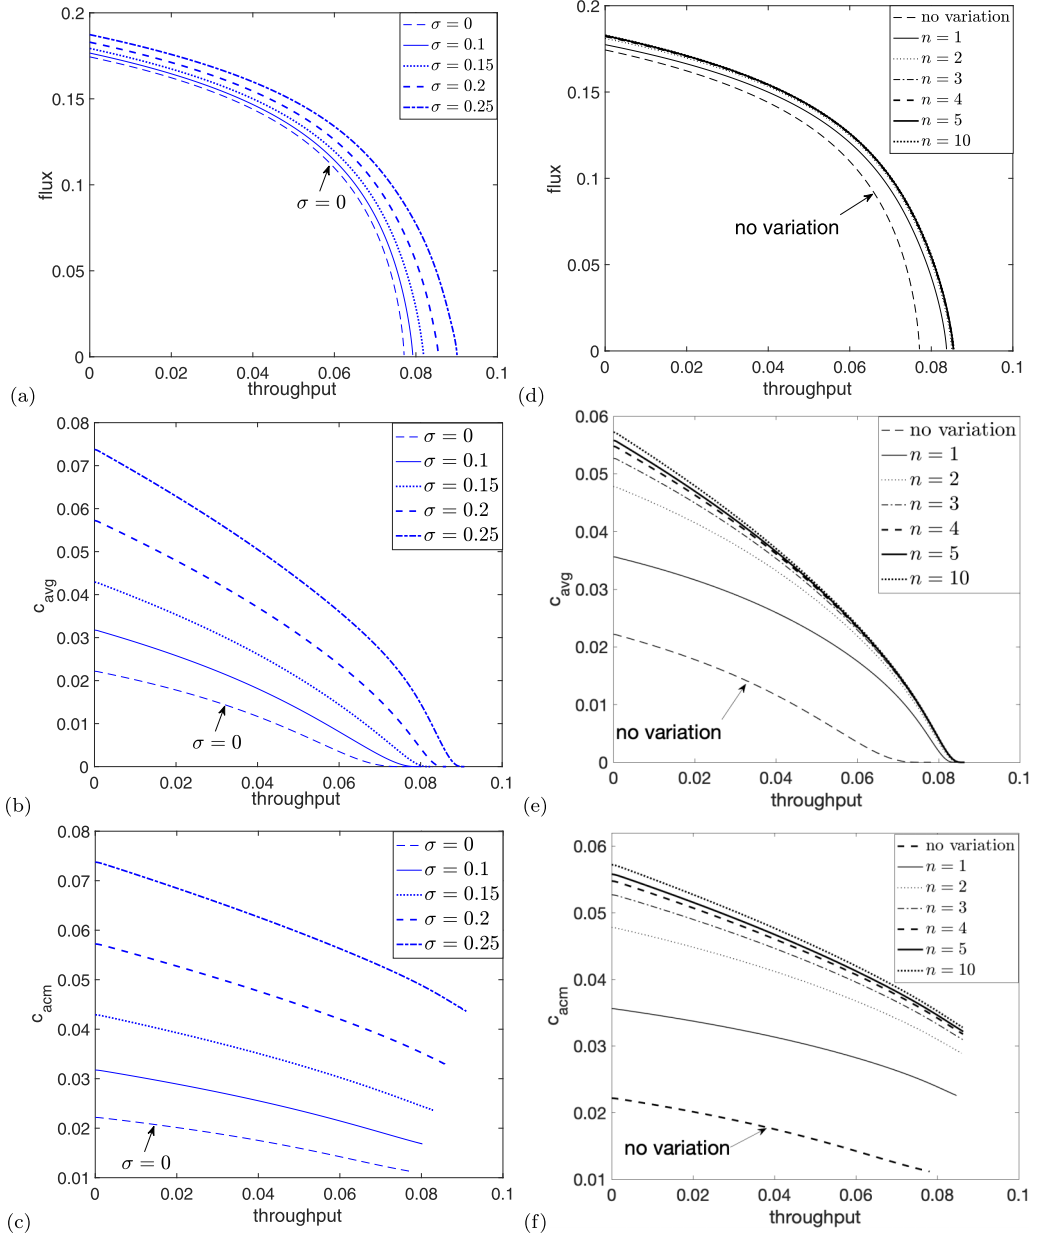 0.2
0.15
0.1
0.05
0
flux
0 0.02 0.04 0.06 0.08 0.1
throughput
σ = 0
σ = 0.1
σ = 0.15
σ = 0.2
σ = 0.25
σ = 0
(a)
0.2
0.15
0.1
0.05
0
flux
0 0.02 0.04 0.06 0.08 0.1
throughput
no variation
n = 1
n = 2
n = 3
n = 4
n = 5
n = 10
no variation
(d)
0.08
0.07
0.06
0.05
0.04
0.03
0.02
0.01
0
c_avg
0 0.02 0.04 0.06 0.08 0.1
throughput
σ = 0
σ = 0.1
σ = 0.15
σ = 0.2
σ = 0.25
σ = 0
(b)
0.06
0.05
0.04
0.03
0.02
0.01
0
c_avg
0 0.02 0.04 0.06 0.08 0.1
throughput
no variation
n = 1
n = 2
n = 3
n = 4
n = 5
n = 10
no variation
(e)
0.08
0.07
0.06
0.05
0.04
0.03
0.02
0.01
c_acm
0 0.02 0.04 0.06 0.08 0.1
throughput
σ = 0
σ = 0.1
σ = 0.15
σ = 0.2
σ = 0.25
σ = 0
(c)
0.06
0.05
0.04
0.03
0.02
0.01
c_acm
0 0.02 0.04 0.06 0.08 0.1
throughput
no variation
n = 1
n = 2
n = 3
n = 4
n = 5
n = 10
no variation
(f)